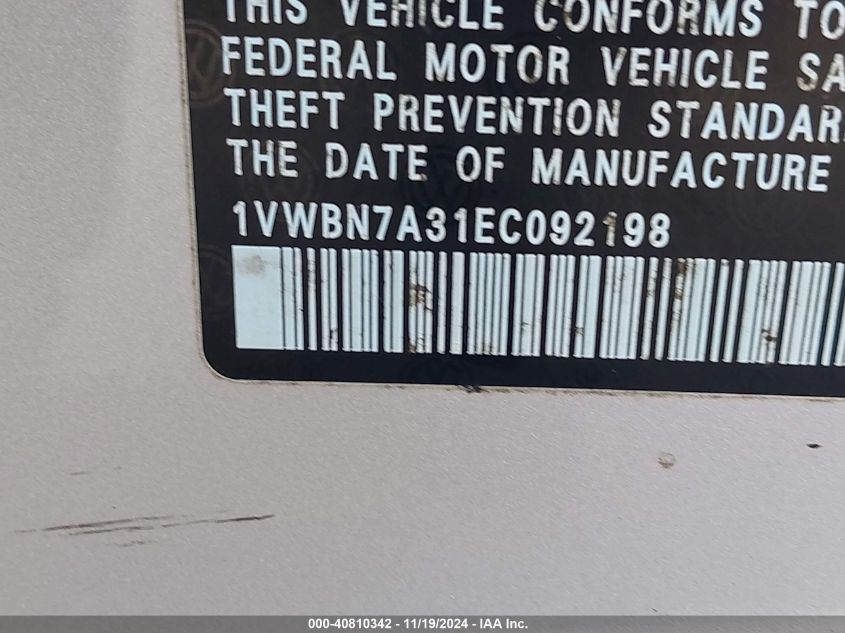 THIS VEHICLE CONFORMS TO
FEDERAL MOTOR VEHICLE SA
THEFT PREVENTION STANDAR
THE DATE OF MANUFACTURE
1VWBN7A31EC092198
000-40810342 - 11/19/2024 - IAA Inc.